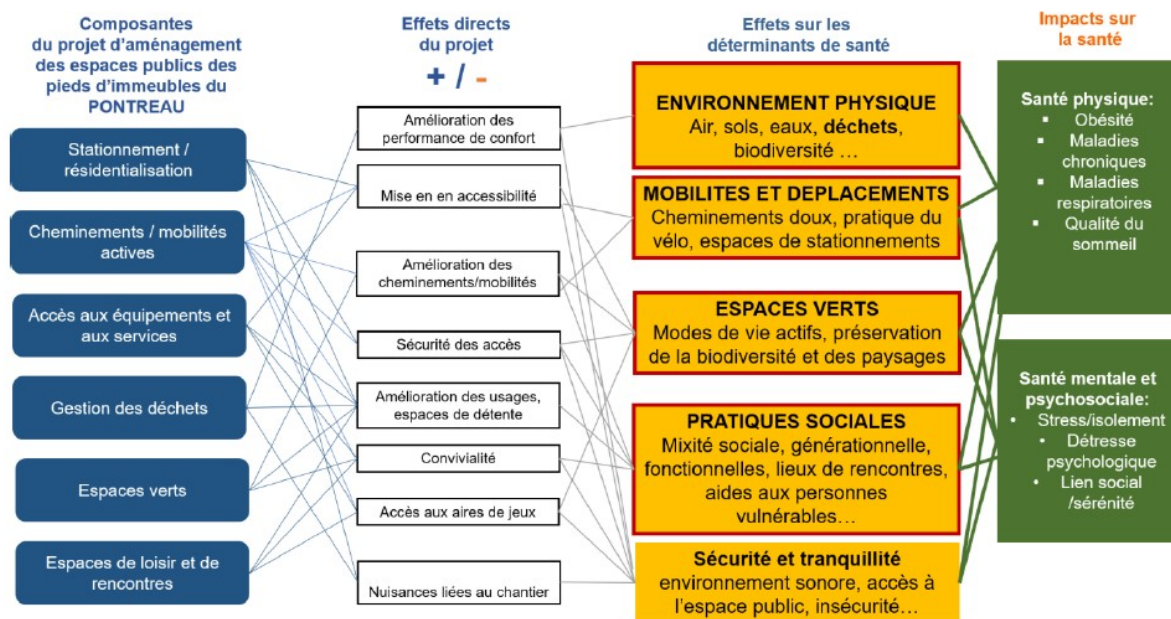 Composantes
du projet d'aménagement
des espaces publics des
pieds d'immeubles du
PONTREAU
Stationnement /
résidentialisation
Cheminements / mobilités
actives
Accès aux équipements et
aux services
Gestion des déchets
Espaces verts
Espaces de loisir et de
rencontres
Effets directs
du projet
+ / -
Amélioration des
performance de confort
Mise en en accessibilité
Amélioration des
cheminements/mobilités
Sécurité des accès
Amélioration des usages,
espaces de détente
Convivialité
Accès aux aires de jeux
Nuisances liées au chantier
Effets sur les
déterminants de santé
ENVIRONNEMENT PHYSIQUE
Air, sols, eaux, déchets,
biodiversité …
MOBILITES ET DEPLACEMENTS
Cheminements doux, pratique du
vélo, espaces de stationnements
ESPACES VERTS
Modes de vie actifs, préservation
de la biodiversité et des paysages
PRATIQUES SOCIALES
Mixité sociale, générationnelle,
fonctionnelles, lieux de rencontres,
aides aux personnes
vulnérables…
Sécurité et tranquillité
environnement sonore, accès à
l'espace public, insécurité…
Impacts sur
la santé
Santé physique:
▪ Obésité
▪ Maladies
chroniques
▪ Maladies
respiratoires
▪ Qualité du
sommeil
Santé mentale et
psychosociale:
• Stress/isolement
• Détresse
psychologique
• Lien social
/sérénité